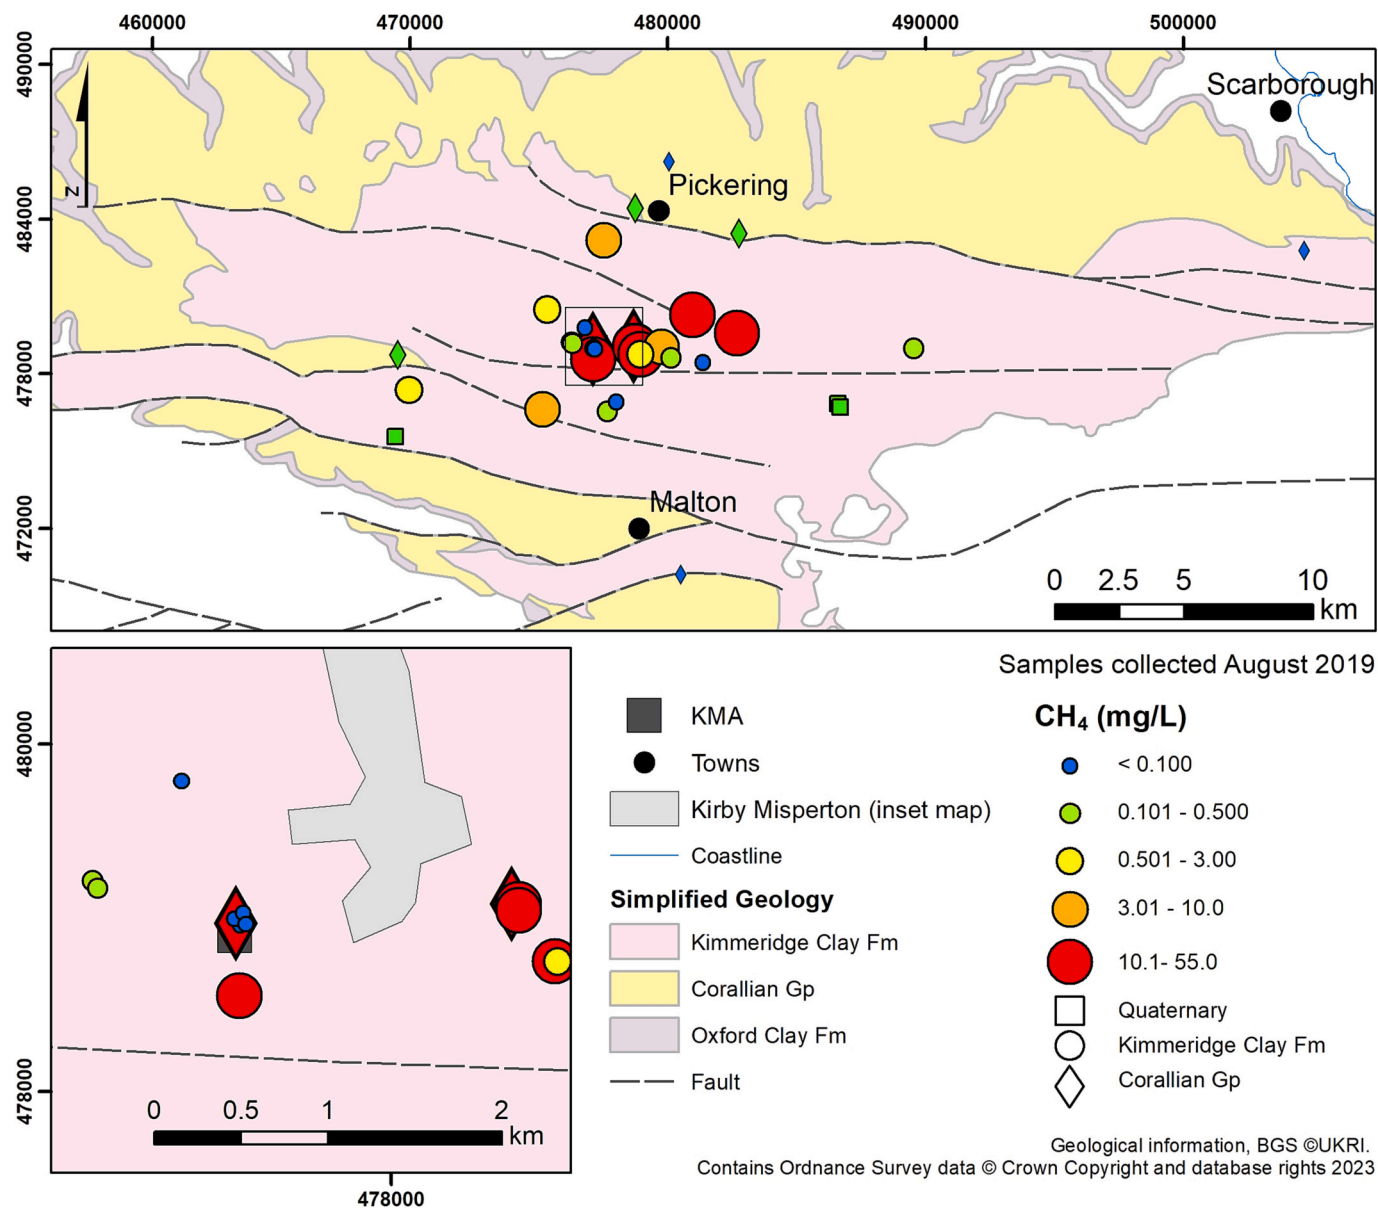 460000 470000 480000 490000 500000
490000
484000
478000
472000
N
Scarborough
Pickering
Malton
0 2.5 5 10
km
Samples collected August 2019
480000
478000
0 0.5 1 2
km
478000
KMA
Towns
Kirby Misperton (inset map)
Coastline
Simplified Geology
Kimmeridge Clay Fm
Corallian Gp
Oxford Clay Fm
Fault
CH₄ (mg/L)
< 0.100
0.101 - 0.500
0.501 - 3.00
3.01 - 10.0
10.1- 55.0
Quaternary
Kimmeridge Clay Fm
Corallian Gp
Geological information, BGS ©UKRI.
Contains Ordnance Survey data © Crown Copyright and database rights 2023